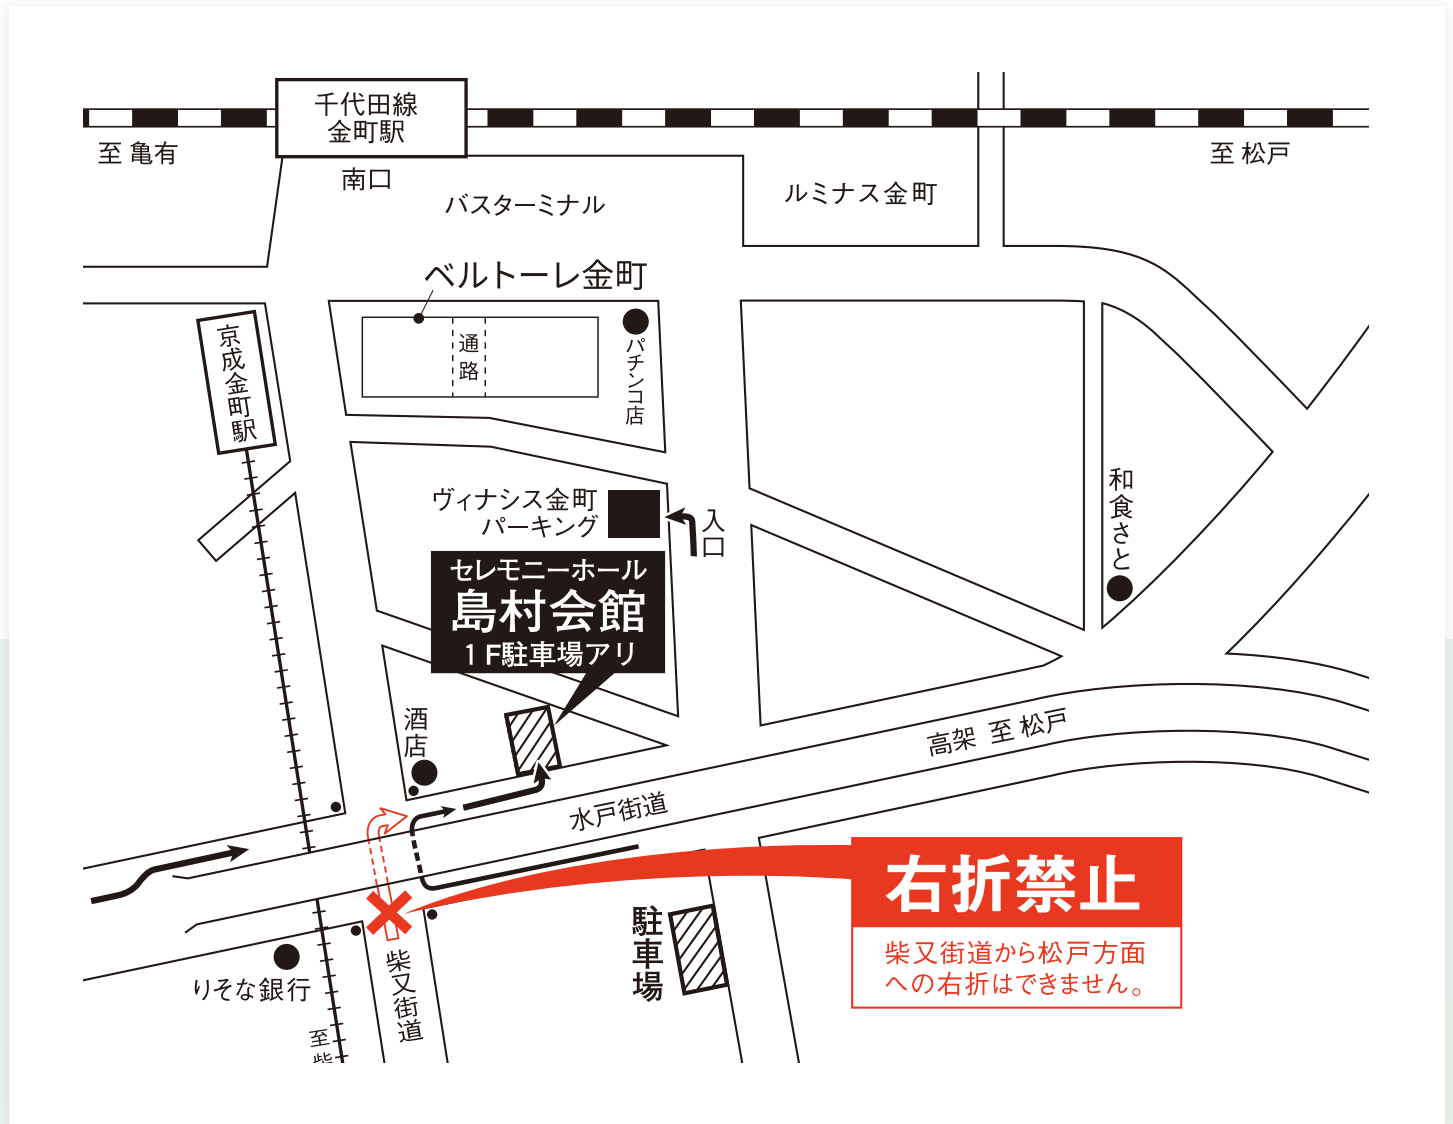 千代田線
金町駅
至 亀有
南口
至 松戸
バスターミナル
ルミナス金町
ベルトーレ金町
京成金町駅
通路
パチンコ店
ヴィナシス金町
パーキング
入口
和食さと
セレモニーホール
島村会館
1F駐車場アリ
酒店
高架 至 松戸
水戸街道
右折禁止
柴又街道から松戸方面
への右折はできません。
駐車場
りそな銀行
柴又街道
至柴